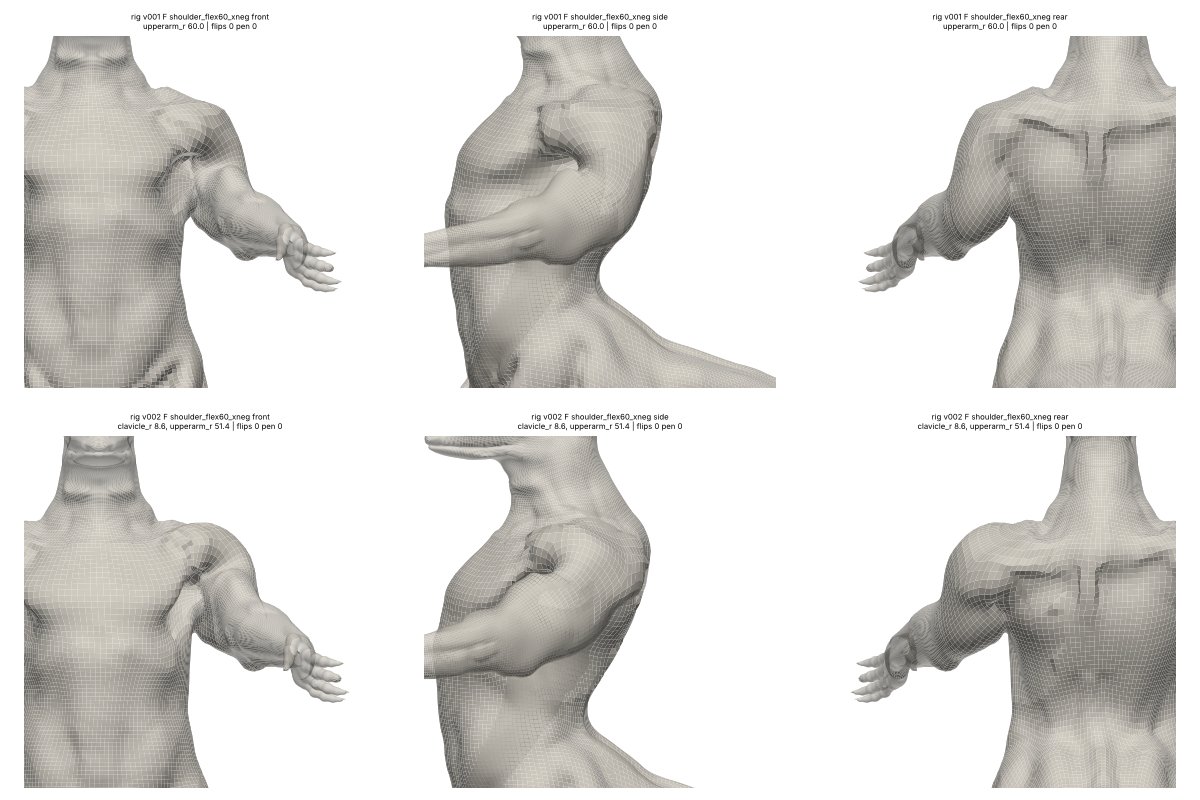 rig v001 F shoulder_flex60_xneg front
upperarm_r 60.0 | flips 0 pen 0
rig v001 F shoulder_flex60_xneg side
upperarm_r 60.0 | flips 0 pen 0
rig v001 F shoulder_flex60_xneg rear
upperarm_r 60.0 | flips 0 pen 0
rig v002 F shoulder_flex60_xneg front
clavicle_r 8.6, upperarm_r 51.4 | flips 0 pen 0
rig v002 F shoulder_flex60_xneg side
clavicle_r 8.6, upperarm_r 51.4 | flips 0 pen 0
rig v002 F shoulder_flex60_xneg rear
clavicle_r 8.6, upperarm_r 51.4 | flips 0 pen 0